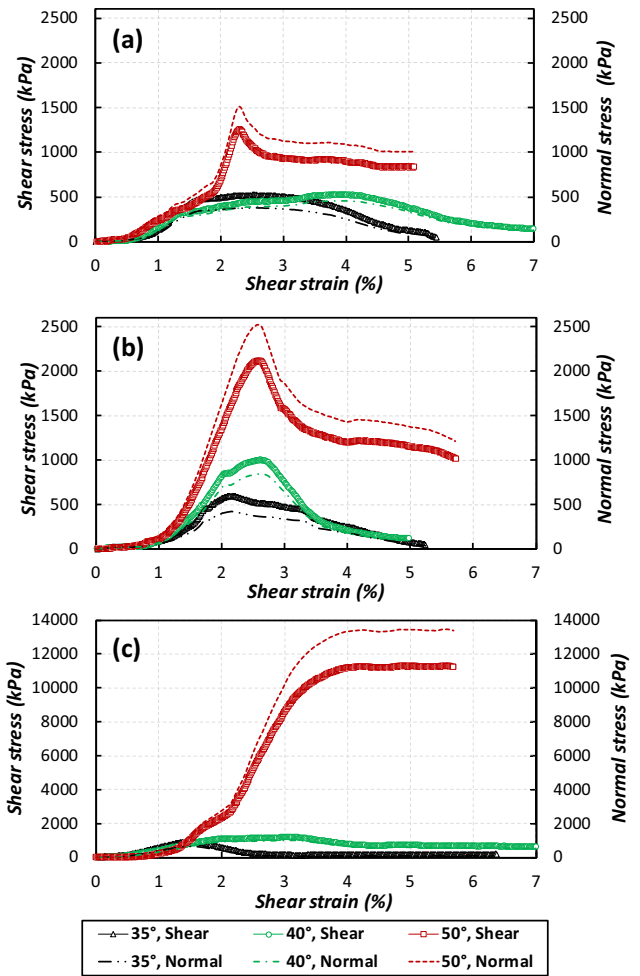 (a)
Shear stress (kPa)
2500
2000
1500
1000
500
0
Normal stress (kPa)
2500
2000
1500
1000
500
0
0 1 2 3 4 5 6 7
Shear strain (%)
(b)
Shear stress (kPa)
2500
2000
1500
1000
500
0
Normal stress (kPa)
2500
2000
1500
1000
500
0
0 1 2 3 4 5 6 7
Shear strain (%)
(c)
Shear stress (kPa)
14000
12000
10000
8000
6000
4000
2000
0
Normal stress (kPa)
14000
12000
10000
8000
6000
4000
2000
0
0 1 2 3 4 5 6 7
Shear strain (%)
35°, Shear 40°, Shear 50°, Shear
35°, Normal 40°, Normal 50°, Normal